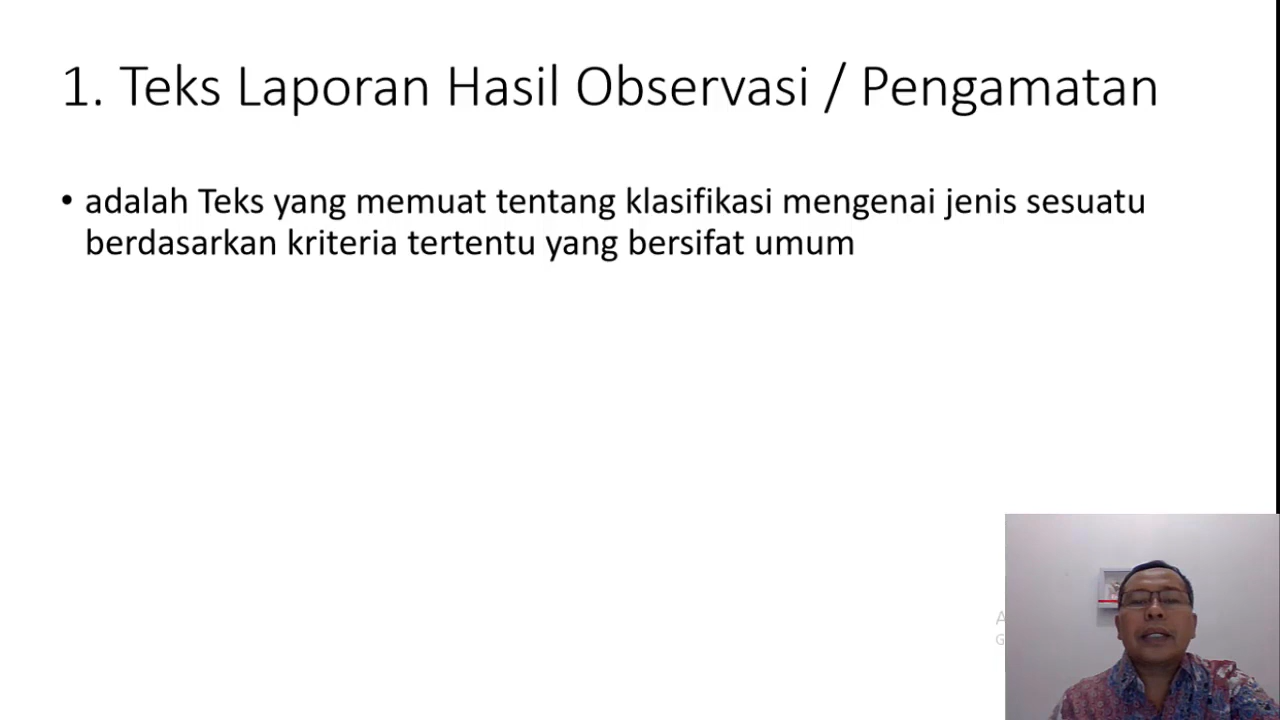 1. Teks Laporan Hasil Observasi / Pengamatan
• adalah Teks yang memuat tentang klasifikasi mengenai jenis sesuatu
berdasarkan kriteria tertentu yang bersifat umum